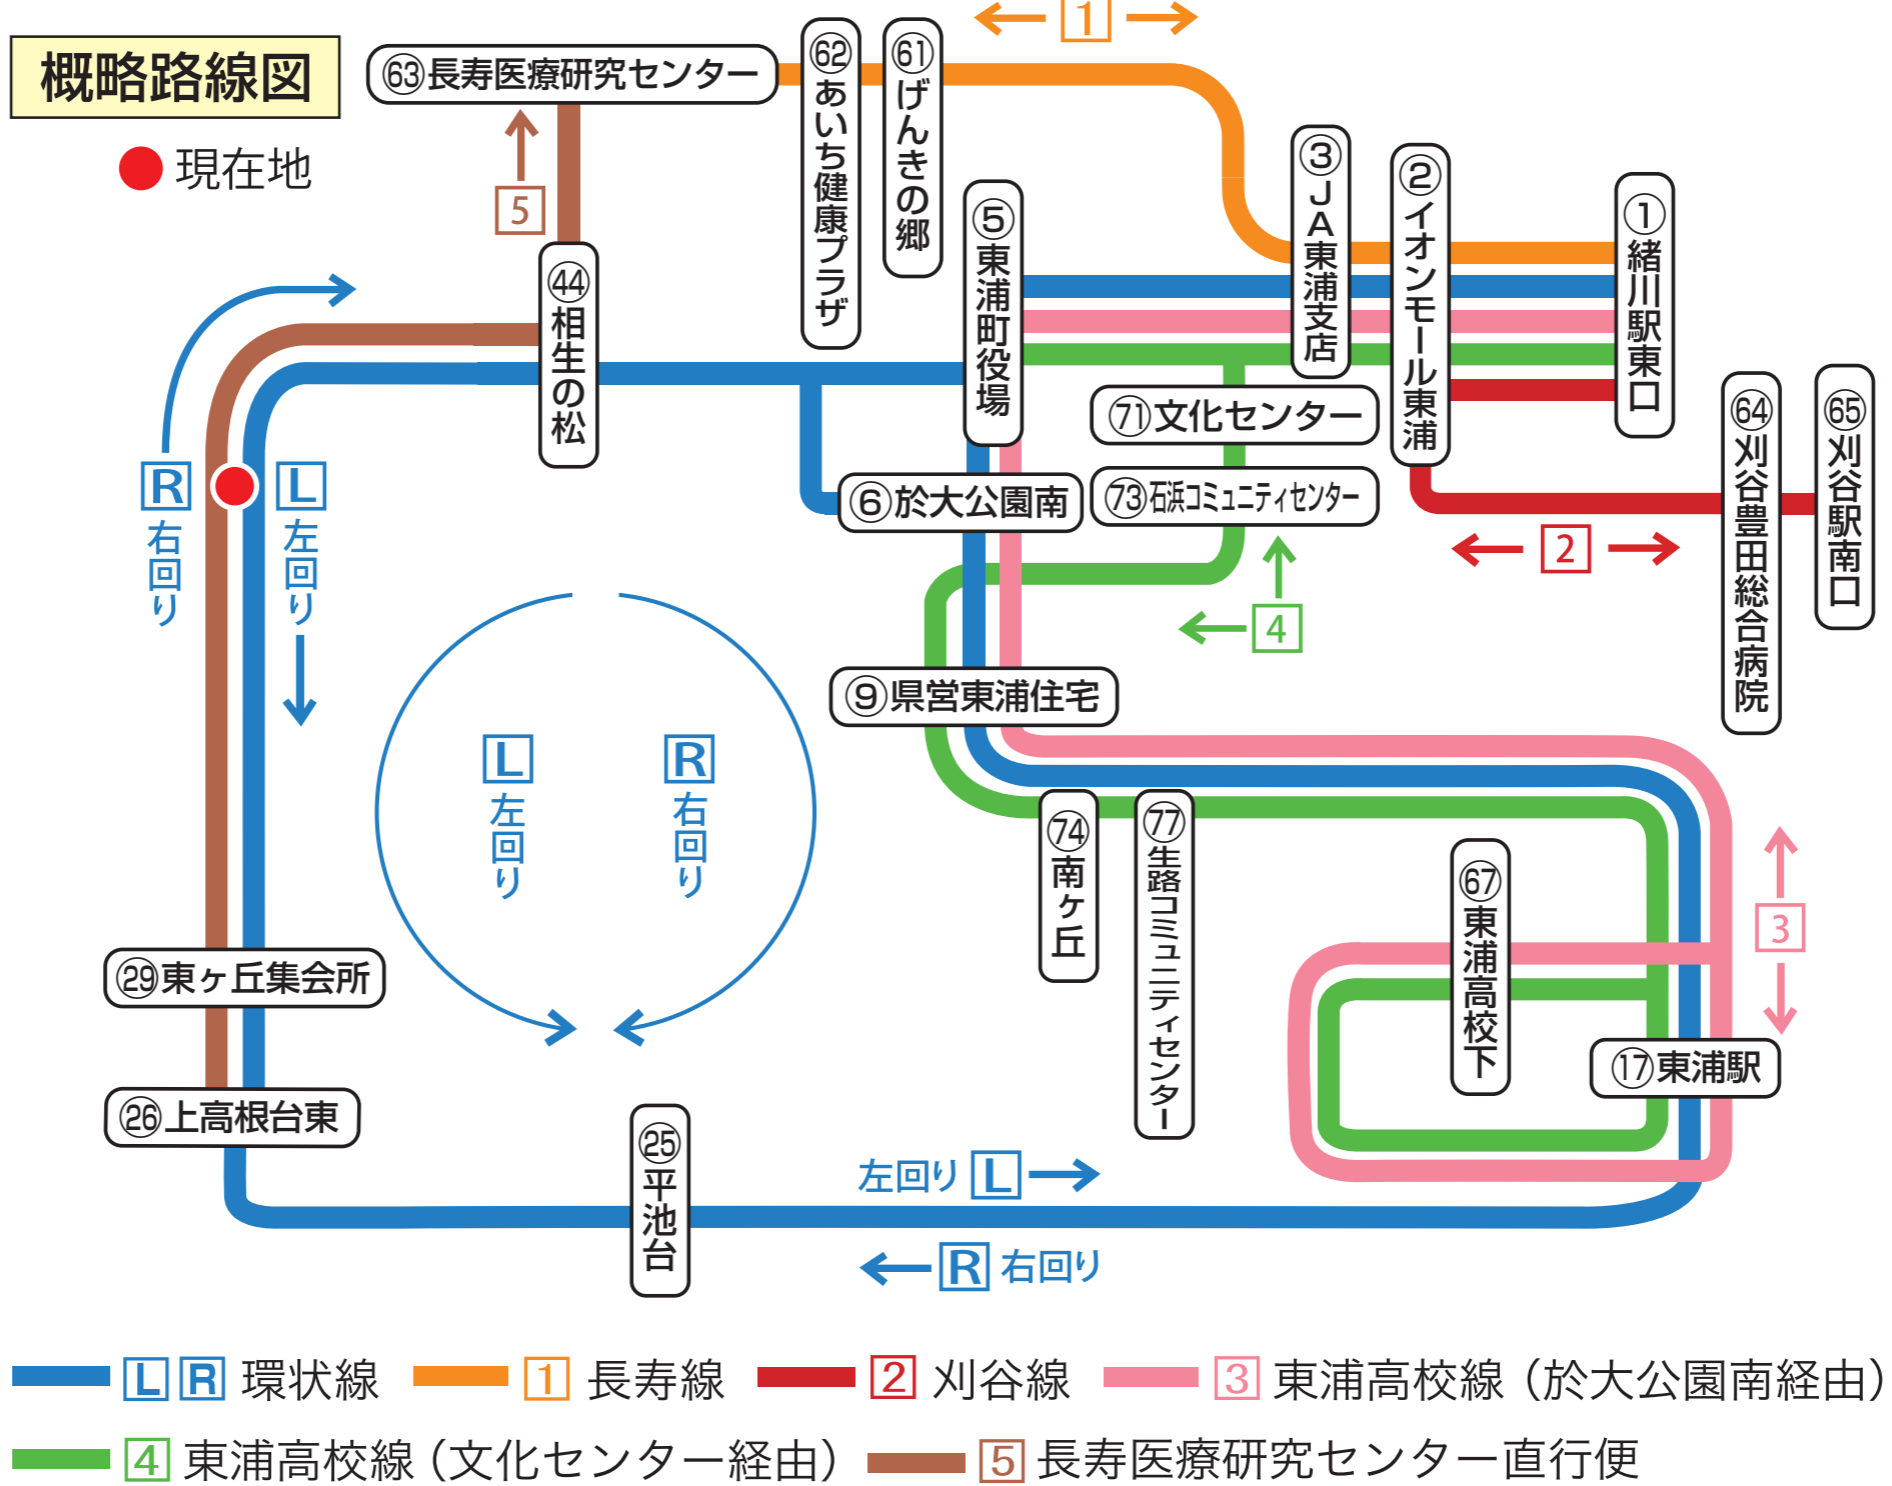 概略路線図
現在地
1
㊿長寿医療研究センター
62あいち健康プラザ
61げんきの郷
5
③JA東浦支店
②イオンモール東浦
①緒川駅東口
⑤東浦町役場
44相生の松
71文化センター
73石浜コミュニティセンター
64刈谷豊田総合病院
65刈谷駅南口
R
右回り
L
左回り
⑥於大公園南
2
4
⑨県営東浦住宅
L
左回り
R
右回り
74南ヶ丘
77生路コミュニティセンター
67東浦高校下
3
29東ヶ丘集会所
⑰東浦駅
26上高根台東
25平池台
左回り L
R 右回り
L R 環状線 1 長寿線 2 刈谷線 3 東浦高校線（於大公園南経由）
4 東浦高校線（文化センター経由） 5 長寿医療研究センター直行便